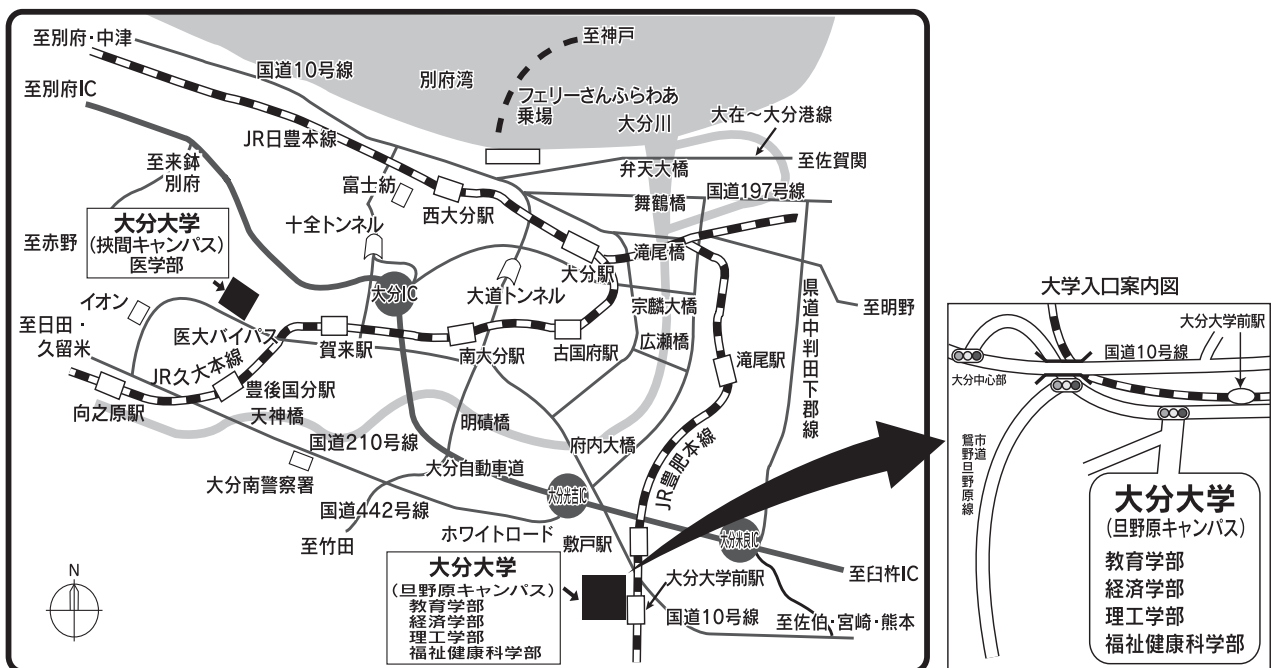 至別府・中津
国道10号線
至神戸
別府湾
フェリーさんふらわあ
乗場
大分川
大在～大分港線
至別府IC
JR日豊本線
至佐賀関
弁天大橋
至来鉢
別府
富士紡
国道197号線
舞鶴橋
西大分駅
大分大学
(挾間キャンパス)
医学部
至赤野
十全トンネル
滝尾橋
大分駅
大分IC
大道トンネル
宗麟大橋
県道中判田下郡線
至明野
イオン
至日田・
久留米
医大バイパス
賀来駅
南大分駅
古国府駅
広瀬橋
滝尾駅
JR久大本線
豊後国分駅
向之原駅
天神橋
明磧橋
国道210号線
府内大橋
大分自動車道
大分南警察署
JR豊肥本線
大分光吉IC
国道442号線
ホワイトロード
敷戸駅
大分米良IC
至竹田
至臼杵IC
大分大学
(旦野原キャンパス)
教育学部
経済学部
理工学部
福祉健康科学部
大分大学前駅
国道10号線
至佐伯・宮崎・熊本
N
大学入口案内図
大分大学前駅
国道10号線
大分中心部
市道
鴛野旦野原線
大分大学
(旦野原キャンパス)
教育学部
経済学部
理工学部
福祉健康科学部